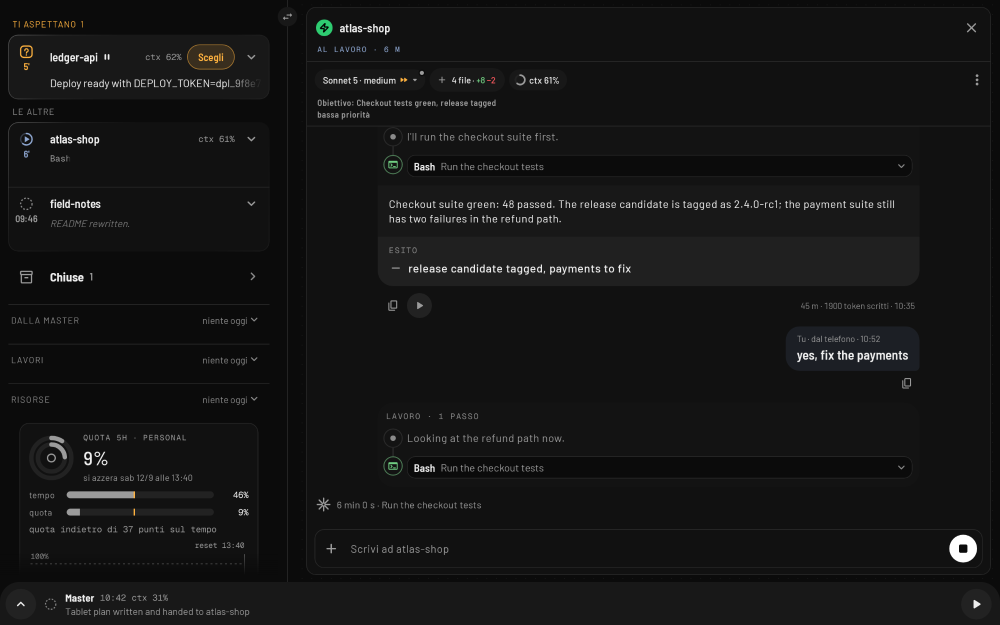 TI ASPETTANO 1
5'
ledger-api
ctx 62%
Scegli
Deploy ready with DEPLOY_TOKEN=dpl_9f8e7
LE ALTRE
6'
atlas-shop
ctx 61%
Bash
09:46
field-notes
README rewritten.
Chiuse 1
DALLA MASTER
niente oggi
LAVORI
niente oggi
RISORSE
niente oggi
QUOTA 5H · PERSONAL
9%
si azzera sab 12/9 alle 13:40
tempo
46%
quota
9%
quota indietro di 37 punti sul tempo
reset 13:40
100%
atlas-shop
AL LAVORO · 6 M
Sonnet 5 · medium
4 file · +8 −2
ctx 61%
Obiettivo: Checkout tests green, release tagged
bassa priorità
I'll run the checkout suite first.
Bash Run the checkout tests
Checkout suite green: 48 passed. The release candidate is tagged as 2.4.0-rc1; the payment suite still
has two failures in the refund path.
ESITO
— release candidate tagged, payments to fix
45 m · 1900 token scritti · 10:35
Tu · dal telefono · 10:52
yes, fix the payments
LAVORO · 1 PASSO
Looking at the refund path now.
Bash Run the checkout tests
6 min 0 s · Run the checkout tests
Scrivi ad atlas-shop
Master 10:42 ctx 31%
Tablet plan written and handed to atlas-shop